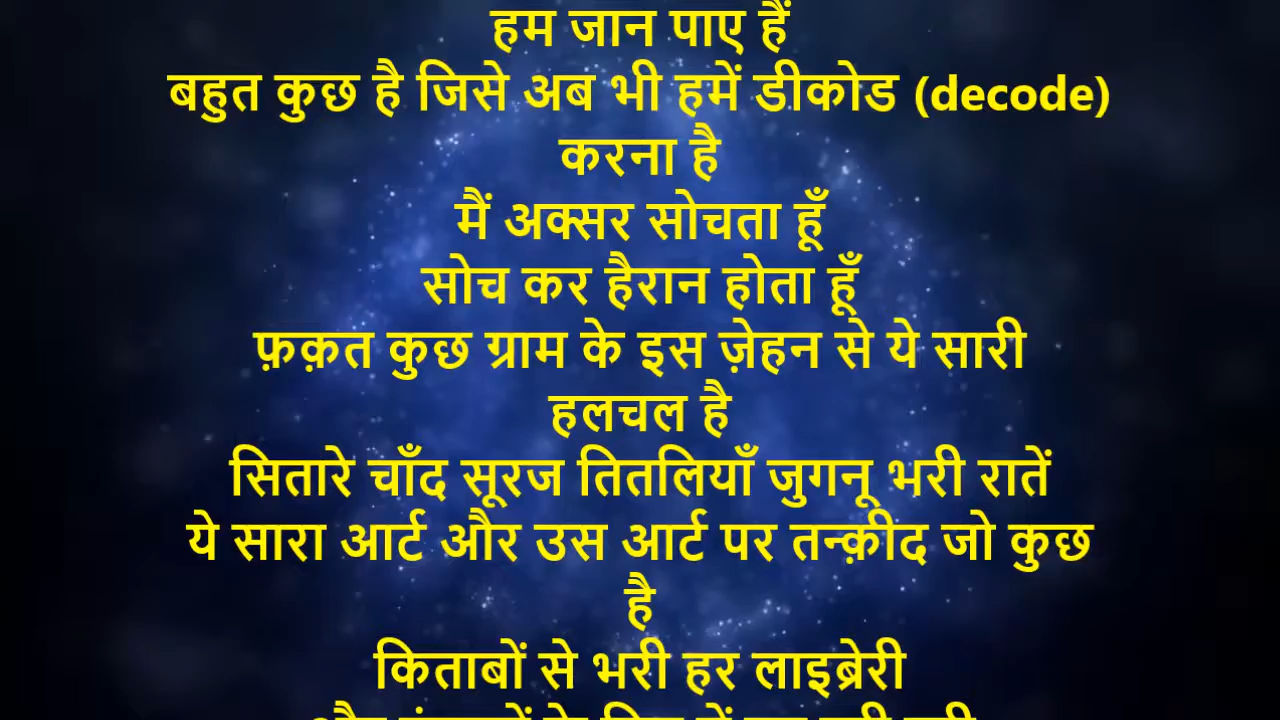 हम जान पाए हैं
बहुत कुछ है जिसे अब भी हमें डीकोड (decode)
करना है
मैं अक्सर सोचता हूँ
सोच कर हैरान होता हूँ
फ़क़त कुछ ग्राम के इस ज़ेहन से ये सारी
हलचल है
सितारे चाँद सूरज तितलियाँ जुगनू भरी रातें
ये सारा आर्ट और उस आर्ट पर तन्क़ीद जो कुछ
है
किताबों से भरी हर लाइब्रेरी
और